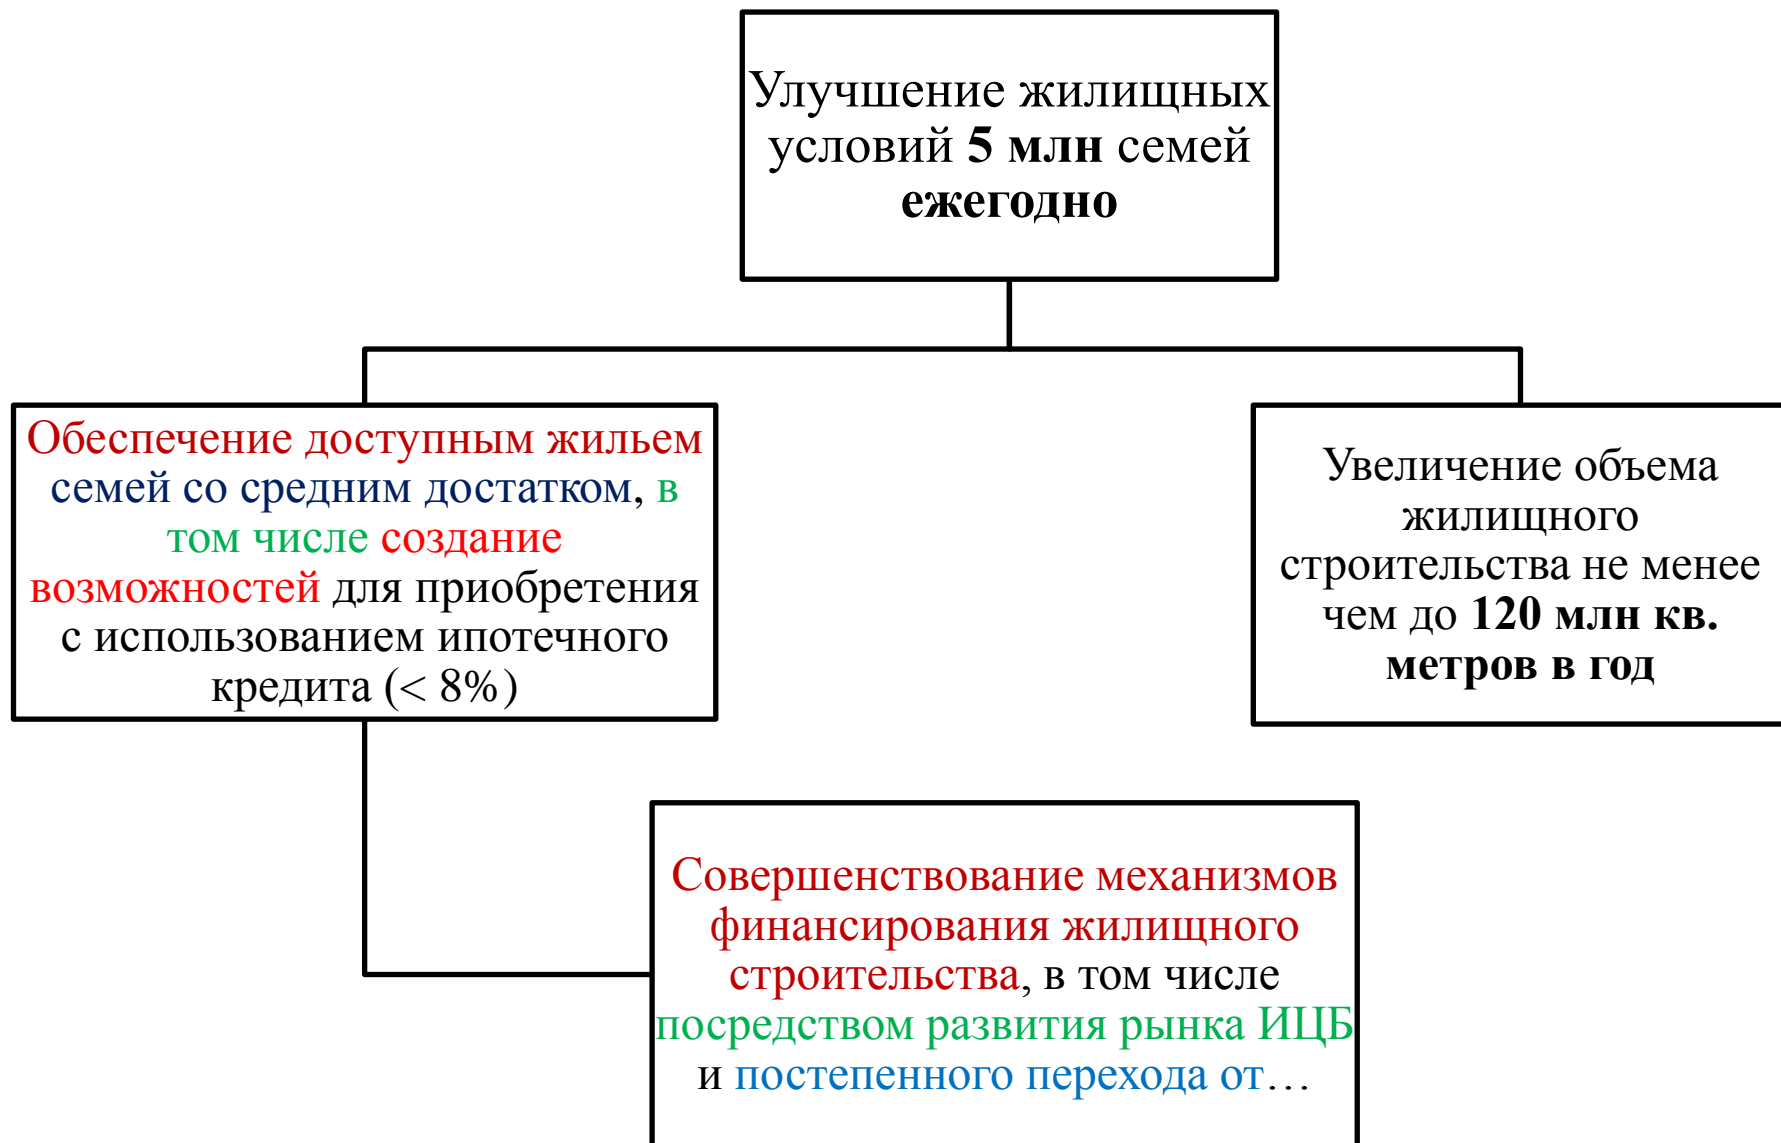 Улучшение жилищных
условий 5 млн семей
ежегодно
Обеспечение доступным жильем
семей со средним достатком, в
том числе создание
возможностей для приобретения
с использованием ипотечного
кредита (< 8%)
Увеличение объема
жилищного
строительства не менее
чем до 120 млн кв.
метров в год
Совершенствование механизмов
финансирования жилищного
строительства, в том числе
посредством развития рынка ИЦБ
и постепенного перехода от…